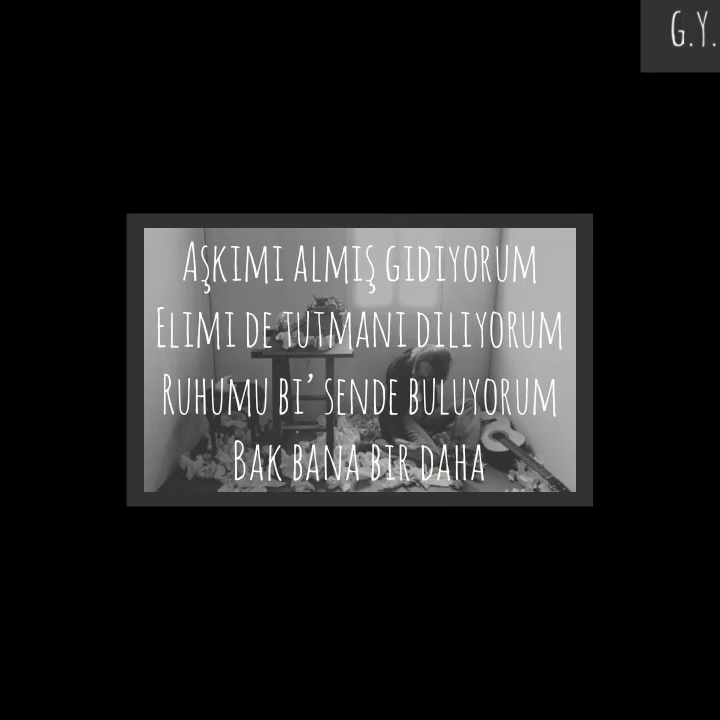 G.Y.
Aşkımı almış gidiyorum
Elimi de tutmanı diliyorum
Ruhumu bi’ sende buluyorum
Bak bana bir daha